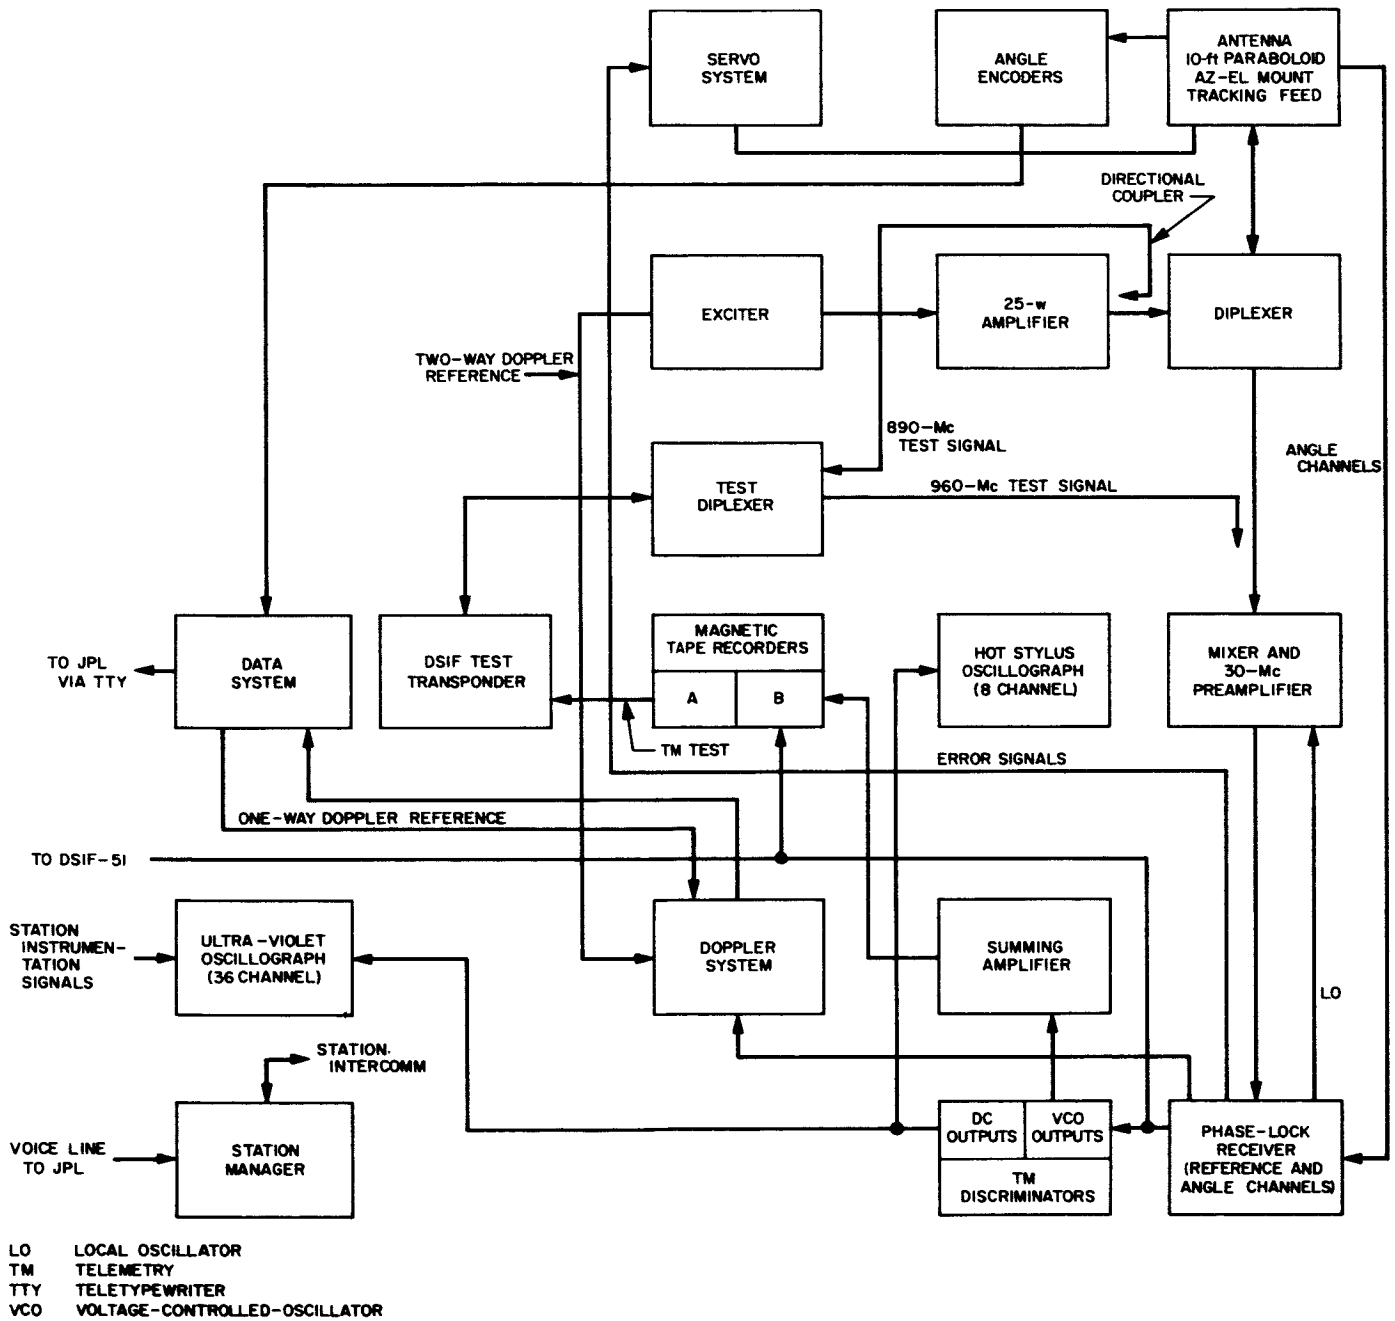 SERVO
SYSTEM
ANGLE
ENCODERS
ANTENNA
10-ft PARABOLOID
AZ-EL MOUNT
TRACKING FEED
DIRECTIONAL
COUPLER
EXCITER
25-w
AMPLIFIER
DIPLEXER
TWO-WAY DOPPLER
REFERENCE
890-Mc
TEST SIGNAL
ANGLE
CHANNELS
TEST
DIPLEXER
960-Mc TEST SIGNAL
TO JPL
VIA TTY
DATA
SYSTEM
DSIF TEST
TRANSPONDER
MAGNETIC
TAPE RECORDERS
A
B
HOT STYLUS
OSCILLOGRAPH
(8 CHANNEL)
MIXER AND
30-Mc
PREAMPLIFIER
TM TEST
ERROR SIGNALS
ONE-WAY DOPPLER REFERENCE
TO DSIF-51
STATION
INSTRUMEN-
TATION
SIGNALS
ULTRA-VIOLET
OSCILLOGRAPH
(36 CHANNEL)
DOPPLER
SYSTEM
SUMMING
AMPLIFIER
LO
STATION
INTERCOMM
VOICE LINE
TO JPL
STATION
MANAGER
DC
OUTPUTS
VCO
OUTPUTS
TM
DISCRIMINATORS
PHASE-LOCK
RECEIVER
(REFERENCE AND
ANGLE CHANNELS)
LO LOCAL OSCILLATOR
TM TELEMETRY
TTY TELETYPEWRITER
VCO VOLTAGE-CONTROLLED-OSCILLATOR